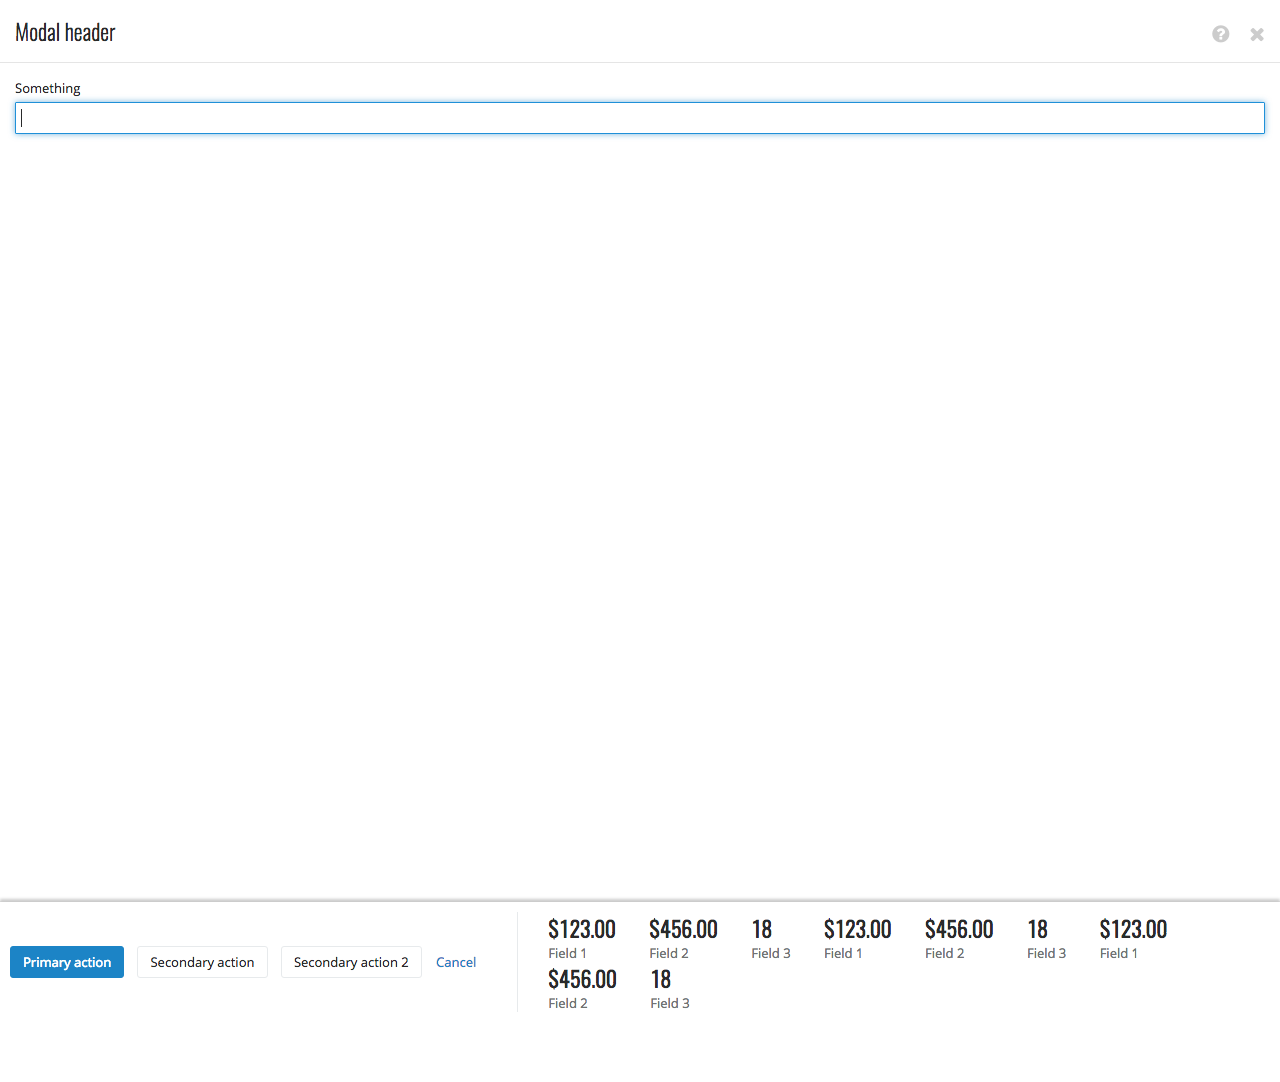 Modal header
Something
$123.00 $456.00 18 $123.00 $456.00 18 $123.00
Field 1 Field 2 Field 3 Field 1 Field 2 Field 3 Field 1
Primary action Secondary action Secondary action 2 Cancel
$456.00 18
Field 2 Field 3